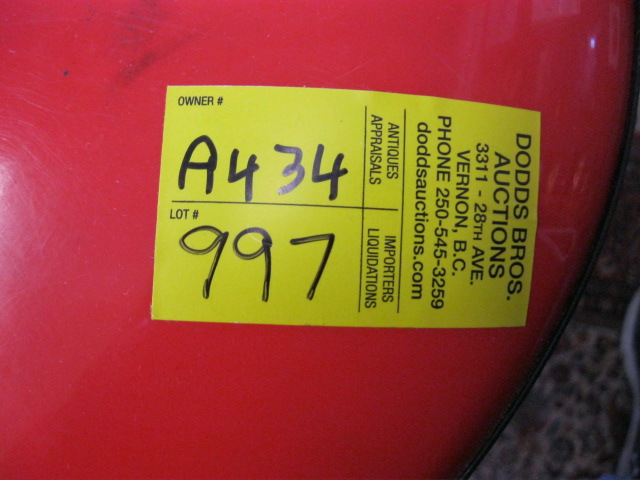 OWNER #
A434
LOT #
997
ANTIQUES
APPRAISALS
IMPORTERS
LIQUIDATIONS
DODDS BROS.
AUCTIONS
3311 - 28TH AVE.
VERNON, B.C.
PHONE 250-545-3259
doddsauctions.com